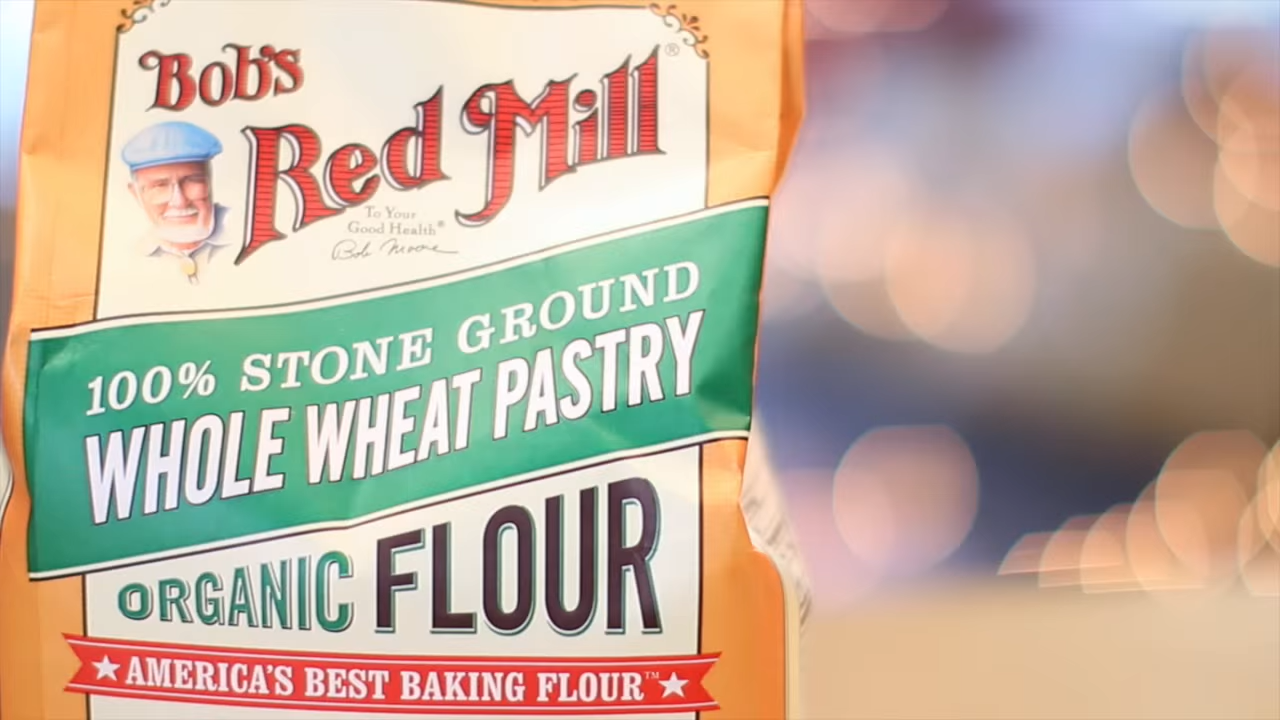 Bob's
Red Mill®
To Your
Good Health®
Bob Moore
100% STONE GROUND
WHOLE WHEAT PASTRY
ORGANIC FLOUR
★ AMERICA'S BEST BAKING FLOUR™ ★